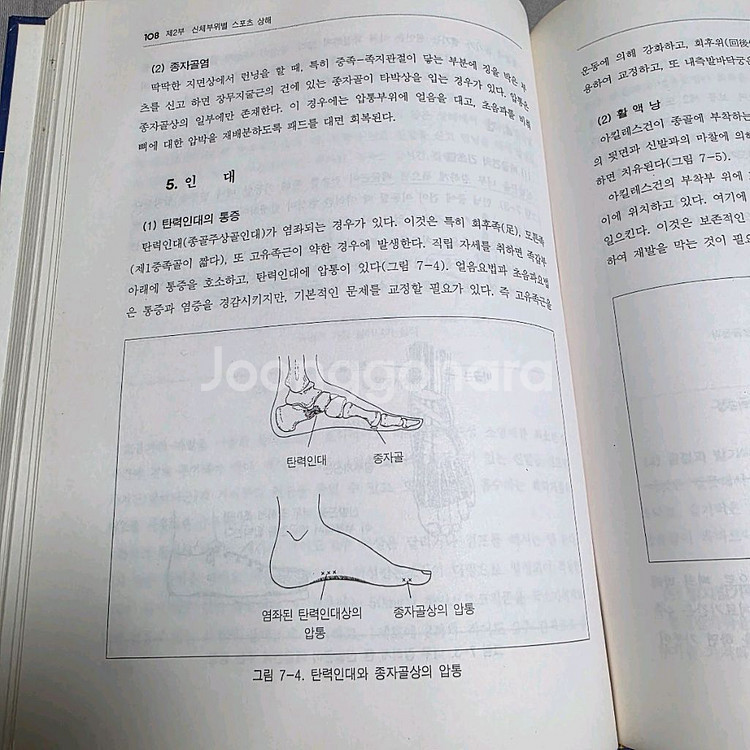 108 제2부 신체부위별 스포츠 상해
(2) 종자골염
딱딱한 지면상에서 런닝을 할 때, 특히 중족-족지관절이 닿는 부분에 징을 박은
츠를 신고 하면 장무지굴근의 건에 있는 종자골이 타박상을 입는 경우가 있다. 압통은
종자골상의 일부에만 존재한다. 이 경우에는 압통부위에 얼음을 대고, 초음파를
뼈에 대한 압박을 재배분하도록 패드를 대면 회복된다.
5. 인 대
(1) 탄력인대의 통증
탄력인대(종골주상골인대)가 염좌되는 경우가 있다. 이것은 특히 회후족(足), 모른족
(제1중족골이 짧다), 또 고유족근이 약한 경우에 발생한다. 직립 자세를 취하면 족갑부
아래에 통증을 호소하고, 탄력인대에 압통이 있다(그림 7-4). 얼음요법과 초음파요법
은 통증과 염증을 경감시키지만, 기본적인 문제를 교정할 필요가 있다. 즉 고유족근을
Joonggonara
탄력인대
종자골
염좌된 탄력인대상의
압통
종자골상의 압통
그림 7-4. 탄력인대와 종자골상의 압통
운동에 의해 강화하고, 회후위(回後
용하여 교정하고, 또 내측발바닥궁은
(2) 활 액 낭
아킬레스건이 종골에 부착하는
의 뒷면과 신발과의 마찰에 의해
하면 치유된다(그림 7-5).
아킬레스건의 부착부 위에
이에 위치하고 있다. 여기에
일으킨다. 이것은 보존적인
하여 재발을 막는 것이 필요